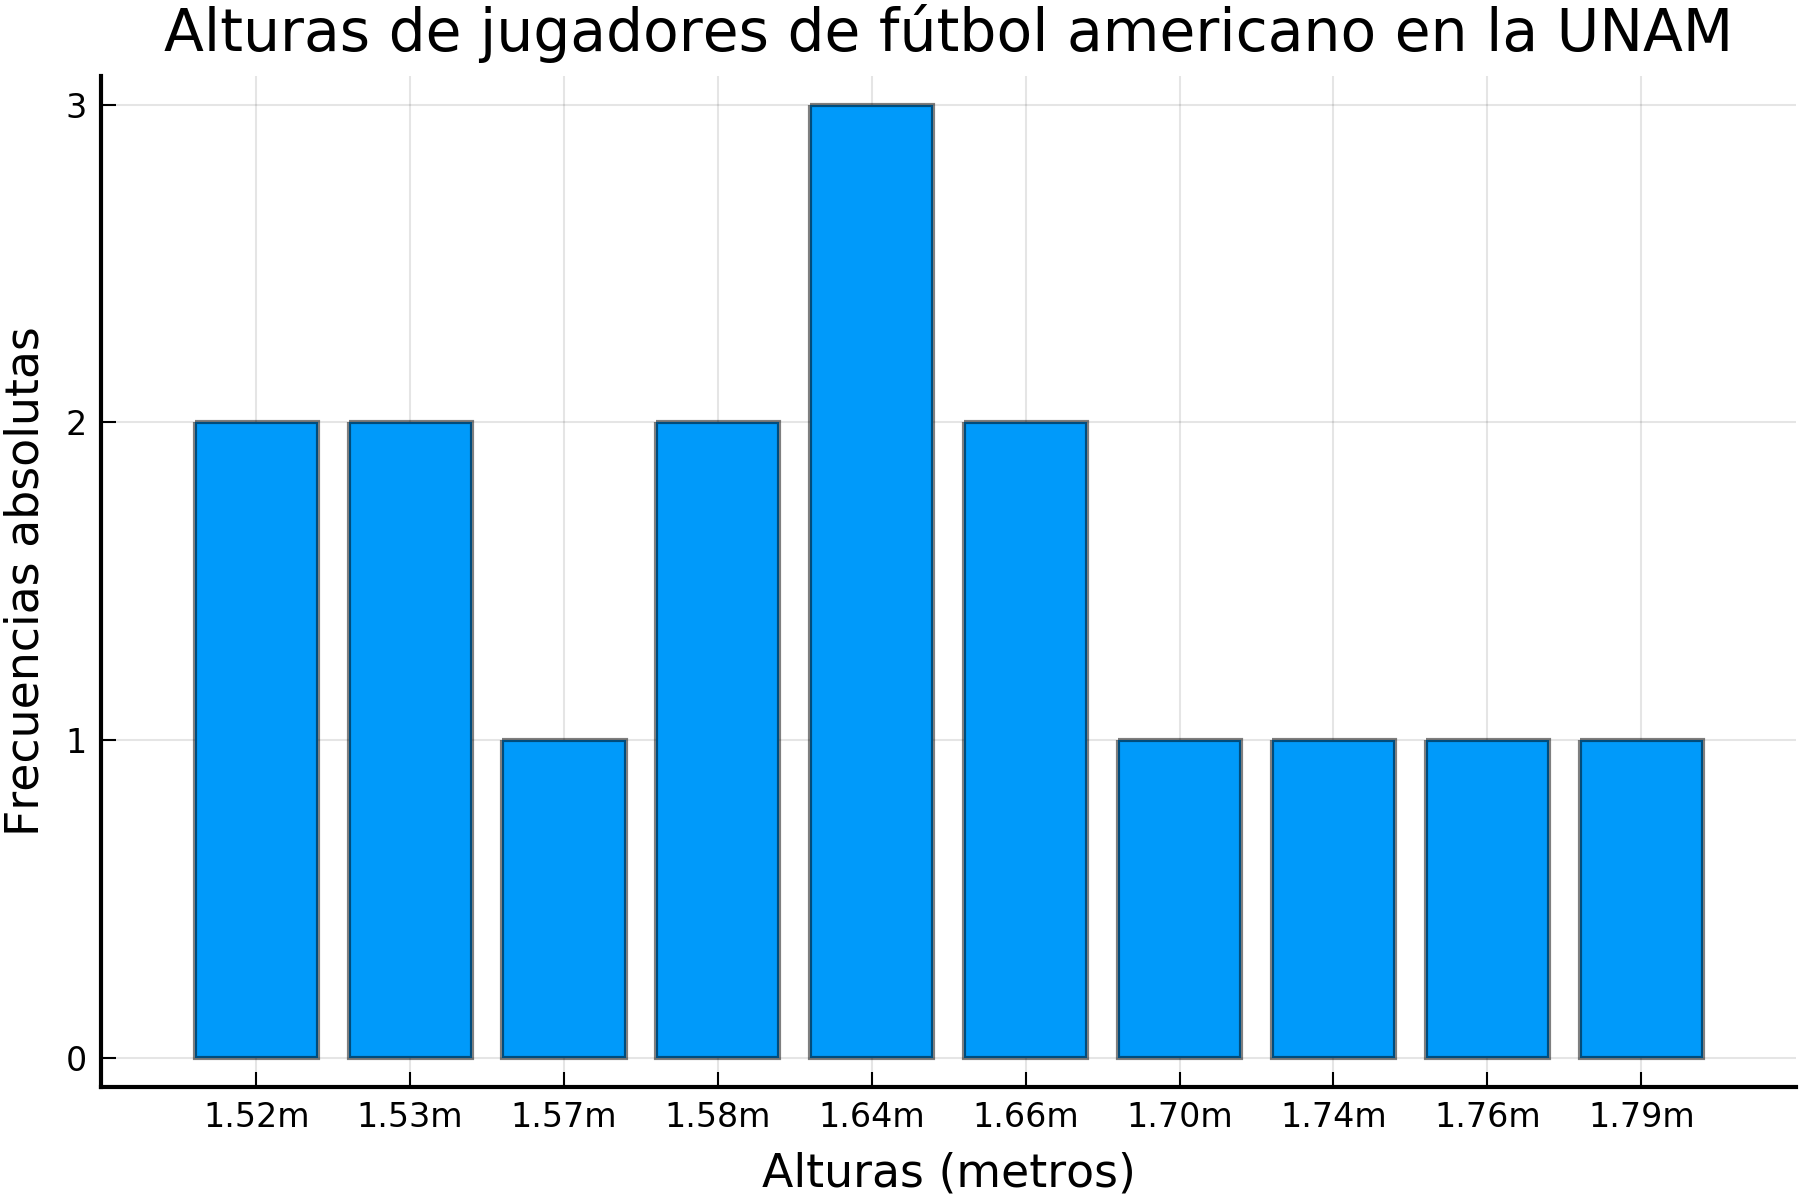 Alturas de jugadores de fútbol americano en la UNAM
Frecuencias absolutas
3
2
1
0
1.52m 1.53m 1.57m 1.58m 1.64m 1.66m 1.70m 1.74m 1.76m 1.79m
Alturas (metros)